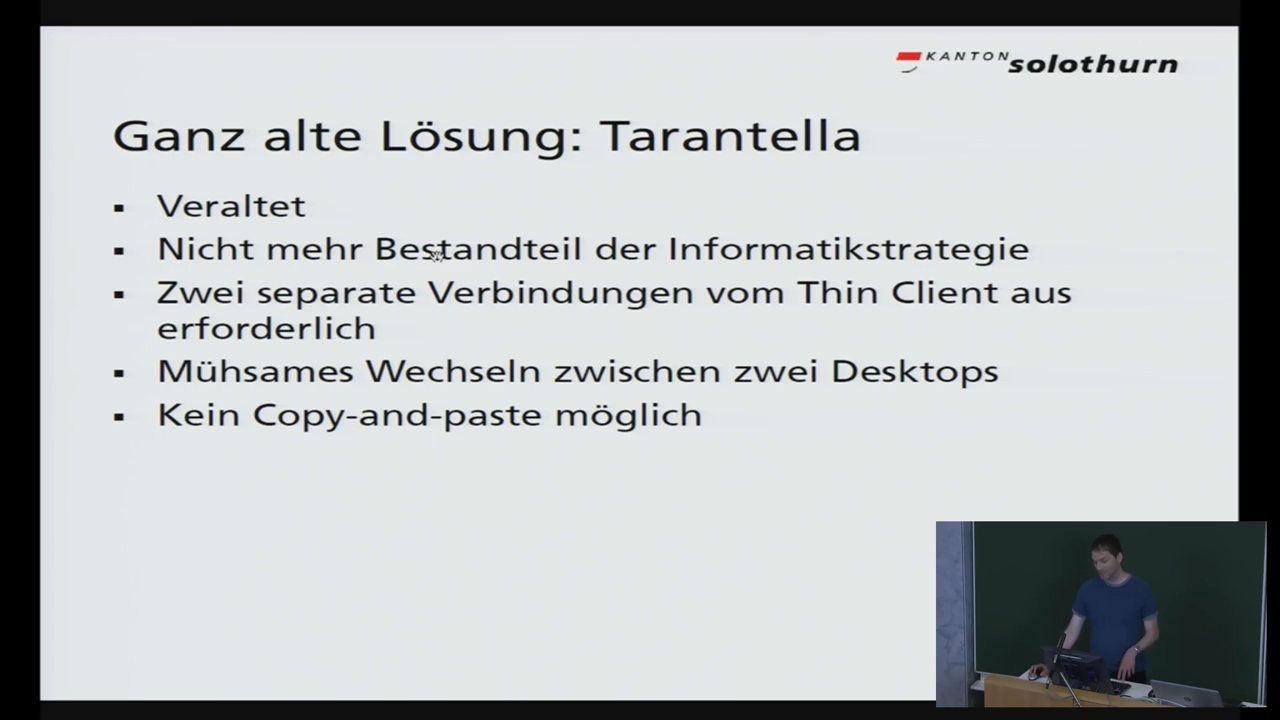 KANTON solothurn
Ganz alte Lösung: Tarantella
▪ Veraltet
▪ Nicht mehr Bestandteil der Informatikstrategie
▪ Zwei separate Verbindungen vom Thin Client aus
erforderlich
▪ Mühsames Wechseln zwischen zwei Desktops
▪ Kein Copy-and-paste möglich